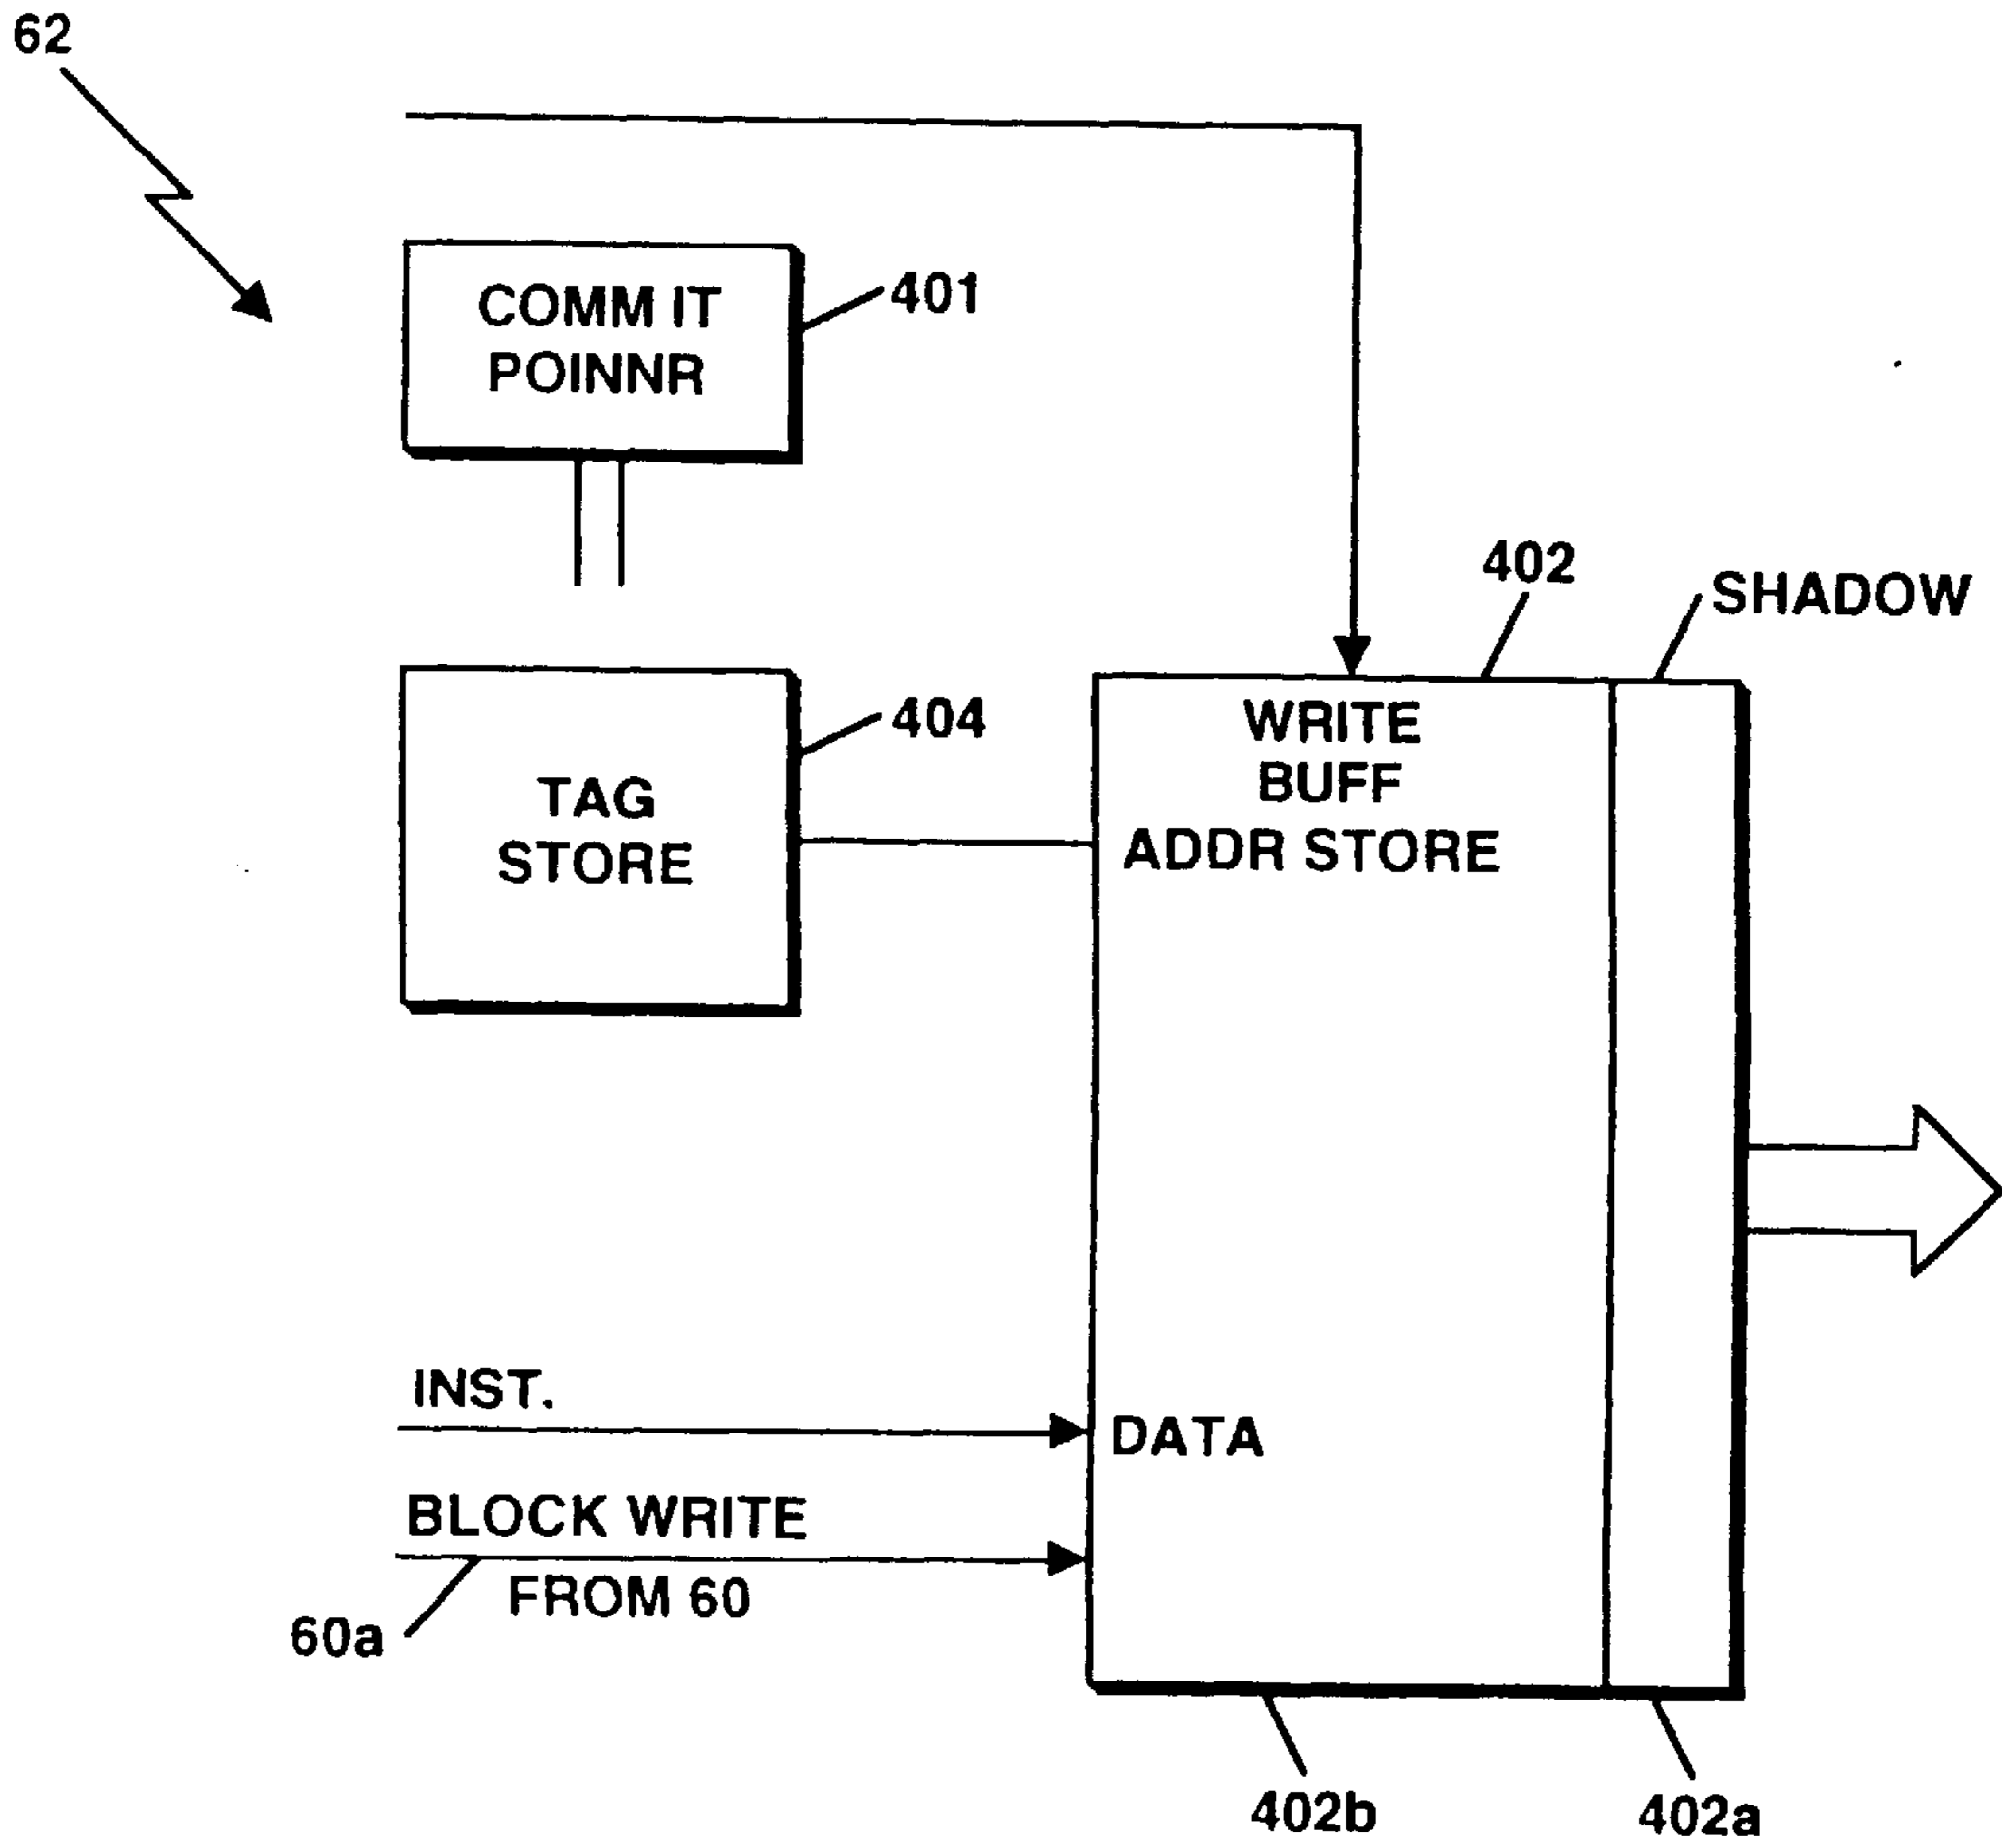 62
COMM IT
POINNR
401
402
SHADOW
404
WRITE
BUFF
ADDR STORE
TAG
STORE
INST.
DATA
BLOCK WRITE
FROM 60
60a
402b
402a